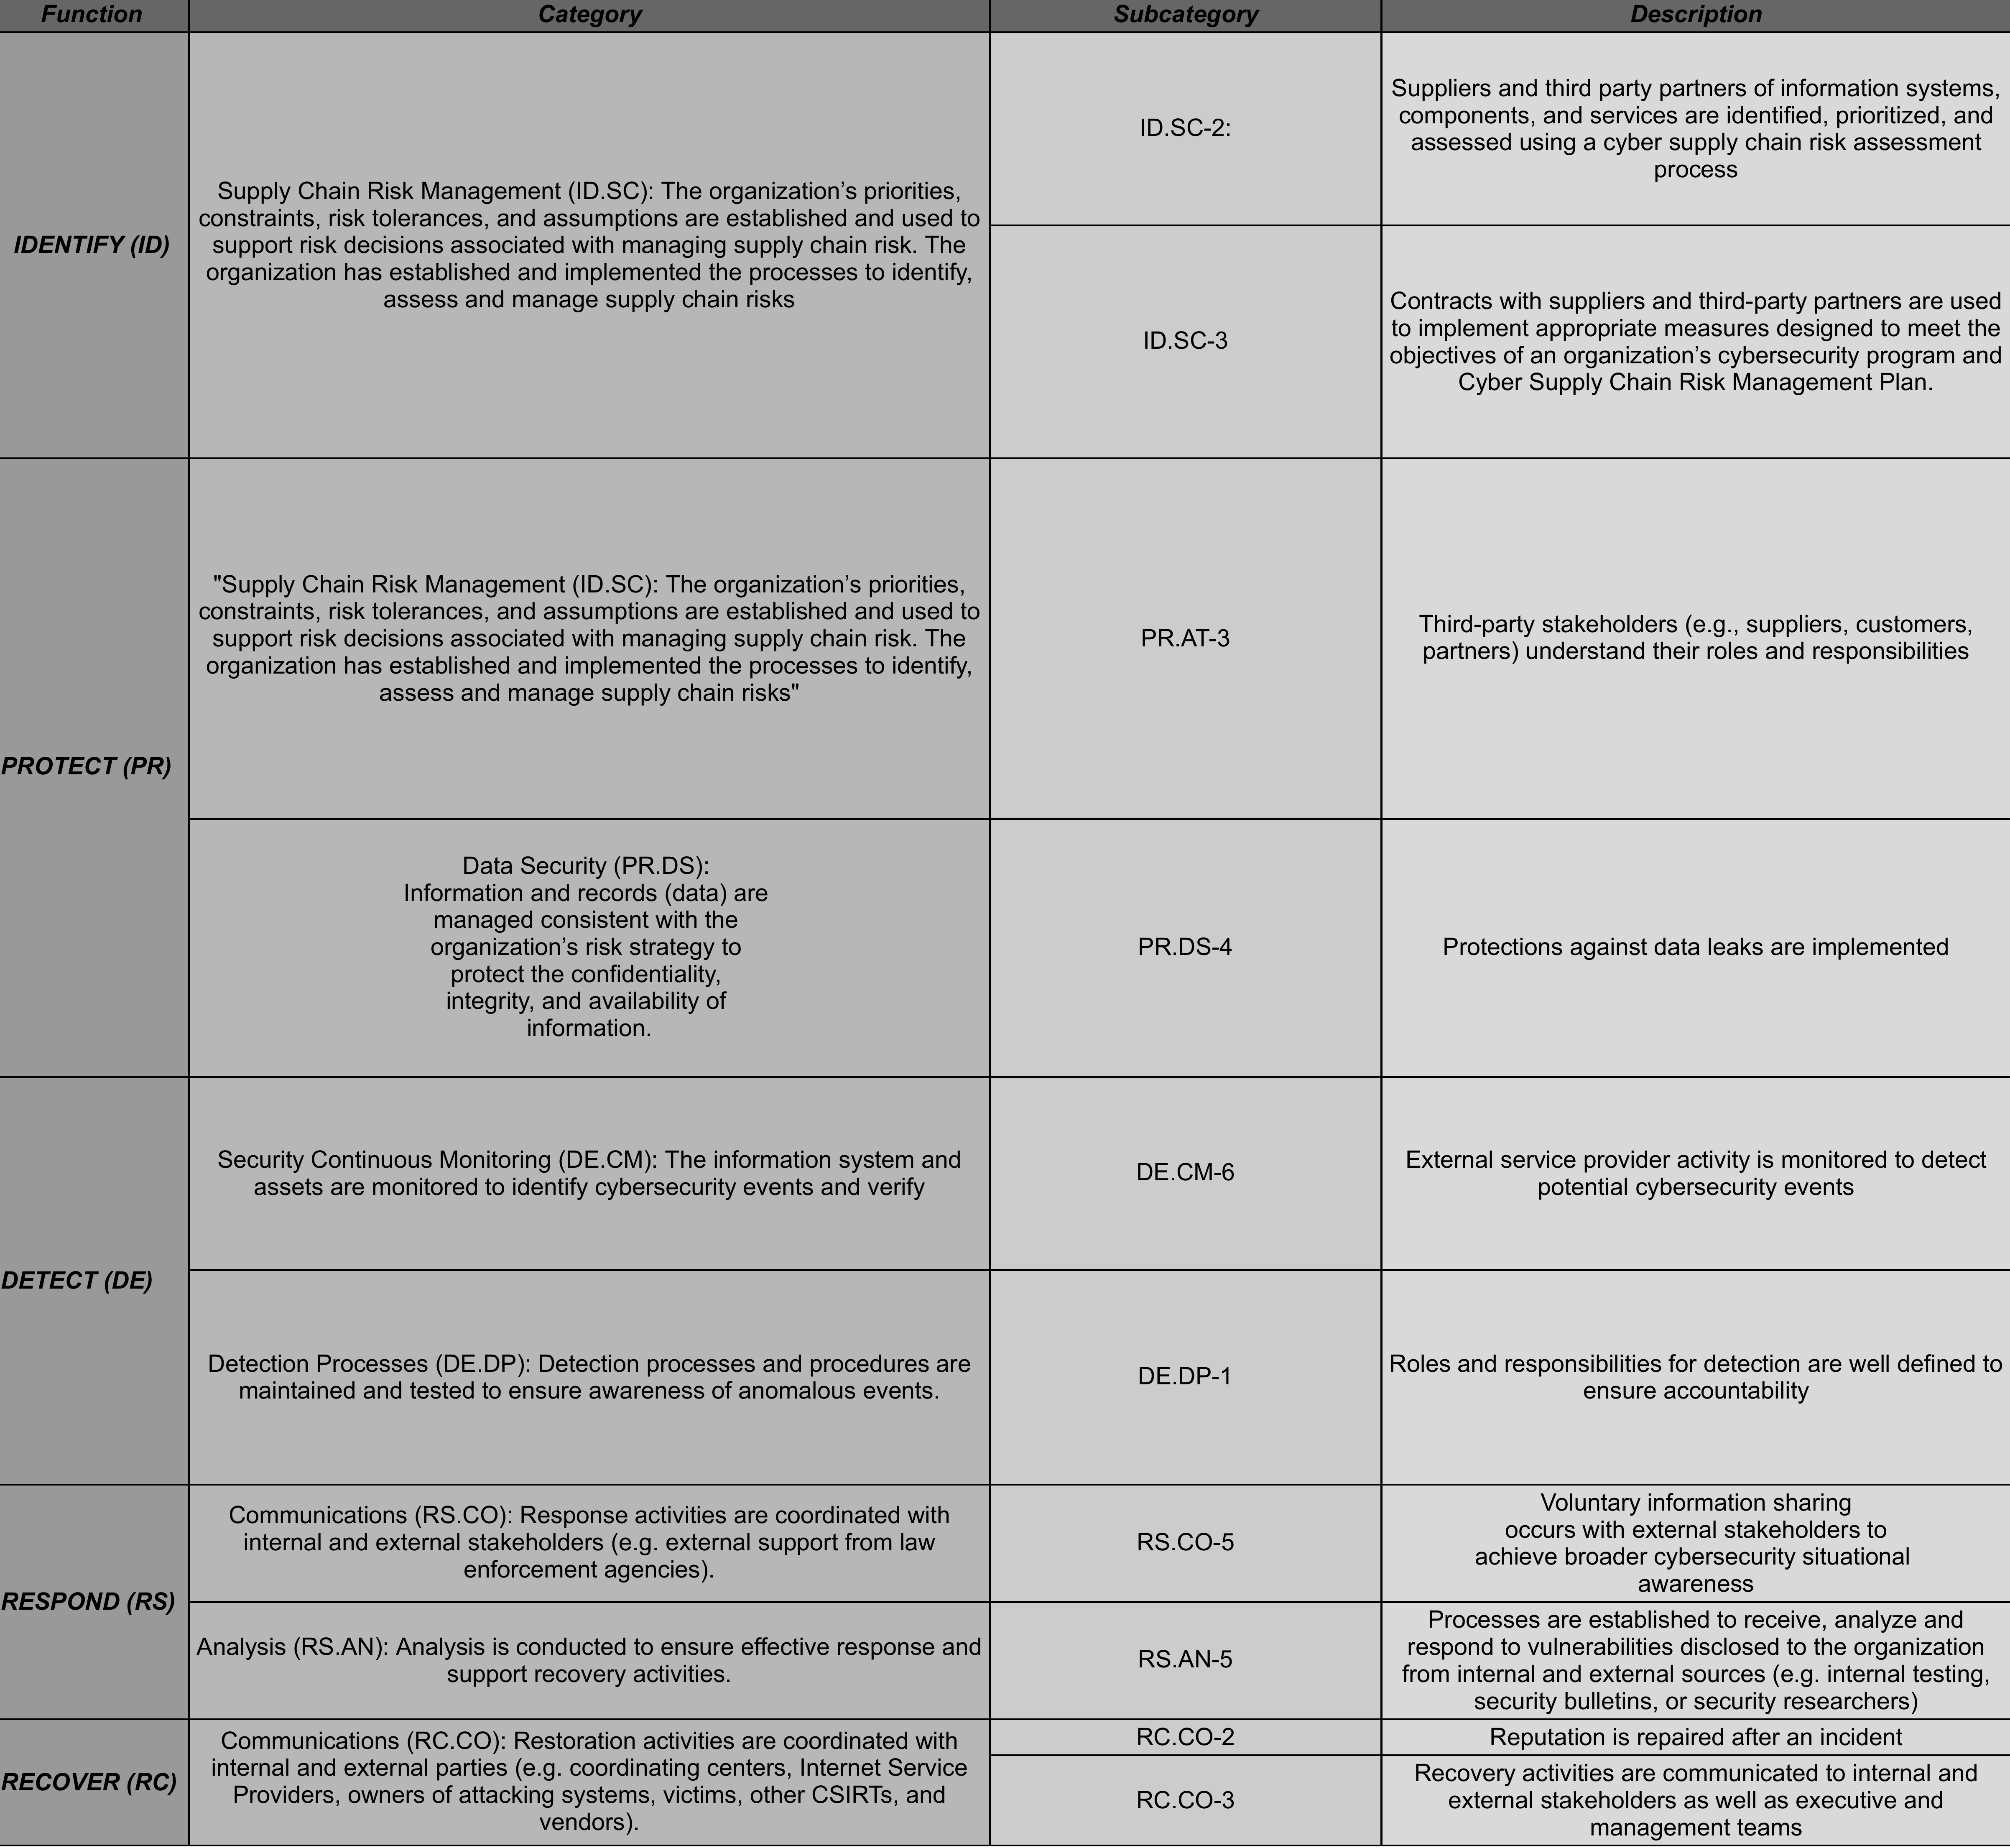 Function
Category
Subcategory
Description
IDENTIFY (ID)
Supply Chain Risk Management (ID.SC): The organization’s priorities,
constraints, risk tolerances, and assumptions are established and used to
support risk decisions associated with managing supply chain risk. The
organization has established and implemented the processes to identify,
assess and manage supply chain risks
ID.SC-2:
Suppliers and third party partners of information systems,
components, and services are identified, prioritized, and
assessed using a cyber supply chain risk assessment
process
ID.SC-3
Contracts with suppliers and third-party partners are used
to implement appropriate measures designed to meet the
objectives of an organization’s cybersecurity program and
Cyber Supply Chain Risk Management Plan.
PROTECT (PR)
"Supply Chain Risk Management (ID.SC): The organization’s priorities,
constraints, risk tolerances, and assumptions are established and used to
support risk decisions associated with managing supply chain risk. The
organization has established and implemented the processes to identify,
assess and manage supply chain risks"
PR.AT-3
Third-party stakeholders (e.g., suppliers, customers,
partners) understand their roles and responsibilities
Data Security (PR.DS):
Information and records (data) are
managed consistent with the
organization’s risk strategy to
protect the confidentiality,
integrity, and availability of
information.
PR.DS-4
Protections against data leaks are implemented
DETECT (DE)
Security Continuous Monitoring (DE.CM): The information system and
assets are monitored to identify cybersecurity events and verify
DE.CM-6
External service provider activity is monitored to detect
potential cybersecurity events
Detection Processes (DE.DP): Detection processes and procedures are
maintained and tested to ensure awareness of anomalous events.
DE.DP-1
Roles and responsibilities for detection are well defined to
ensure accountability
RESPOND (RS)
Communications (RS.CO): Response activities are coordinated with
internal and external stakeholders (e.g. external support from law
enforcement agencies).
RS.CO-5
Voluntary information sharing
occurs with external stakeholders to
achieve broader cybersecurity situational
awareness
Analysis (RS.AN): Analysis is conducted to ensure effective response and
support recovery activities.
RS.AN-5
Processes are established to receive, analyze and
respond to vulnerabilities disclosed to the organization
from internal and external sources (e.g. internal testing,
security bulletins, or security researchers)
RECOVER (RC)
Communications (RC.CO): Restoration activities are coordinated with
internal and external parties (e.g. coordinating centers, Internet Service
Providers, owners of attacking systems, victims, other CSIRTs, and
vendors).
RC.CO-2
Reputation is repaired after an incident
RC.CO-3
Recovery activities are communicated to internal and
external stakeholders as well as executive and
management teams